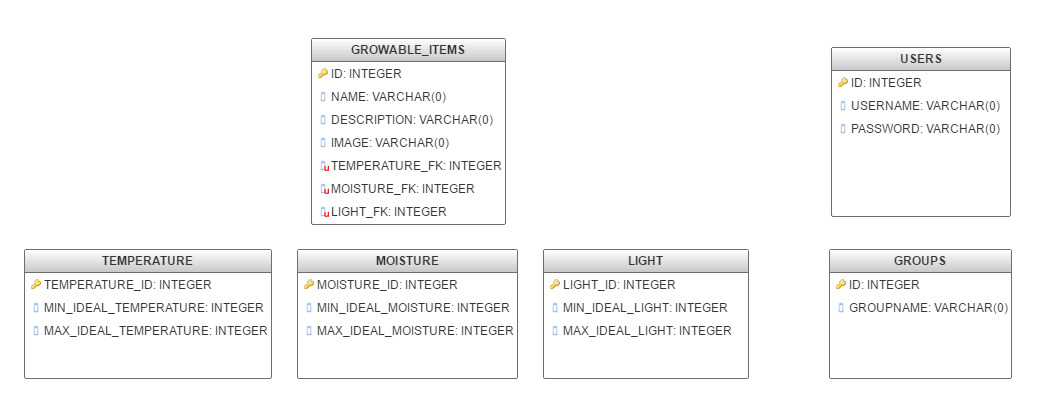 GROWABLE_ITEMS
ID: INTEGER
NAME: VARCHAR(0)
DESCRIPTION: VARCHAR(0)
IMAGE: VARCHAR(0)
TEMPERATURE_FK: INTEGER
MOISTURE_FK: INTEGER
LIGHT_FK: INTEGER
USERS
ID: INTEGER
USERNAME: VARCHAR(0)
PASSWORD: VARCHAR(0)
TEMPERATURE
TEMPERATURE_ID: INTEGER
MIN_IDEAL_TEMPERATURE: INTEGER
MAX_IDEAL_TEMPERATURE: INTEGER
MOISTURE
MOISTURE_ID: INTEGER
MIN_IDEAL_MOISTURE: INTEGER
MAX_IDEAL_MOISTURE: INTEGER
LIGHT
LIGHT_ID: INTEGER
MIN_IDEAL_LIGHT: INTEGER
MAX_IDEAL_LIGHT: INTEGER
GROUPS
ID: INTEGER
GROUPNAME: VARCHAR(0)